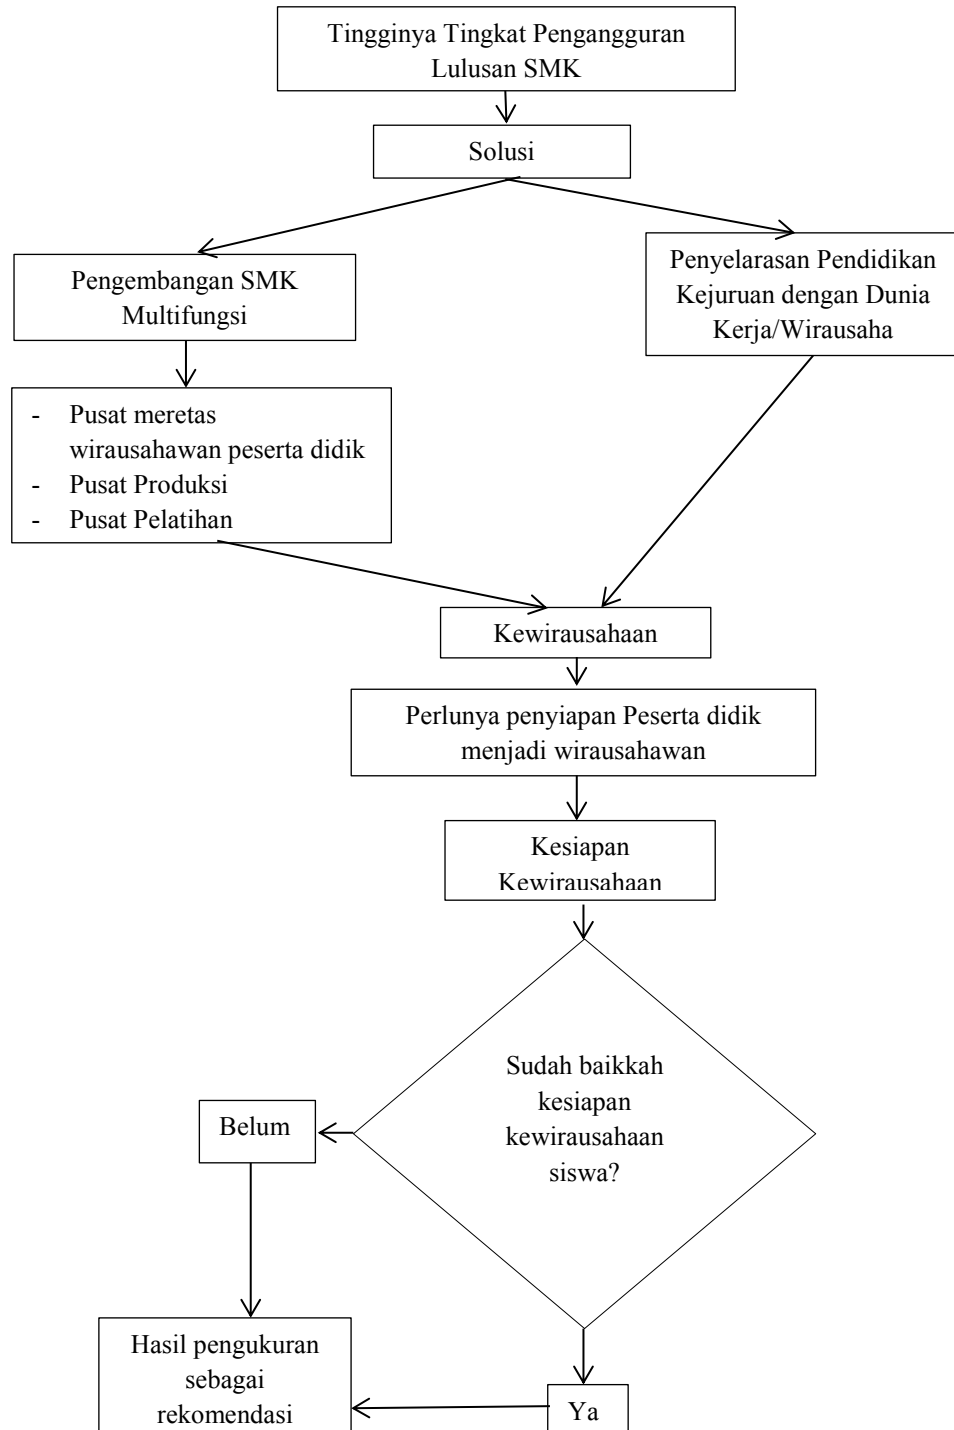 Tingginya Tingkat Pengangguran
Lulusan SMK
Solusi
Pengembangan SMK
Multifungsi
Penyelarasan Pendidikan
Kejuruan dengan Dunia
Kerja/Wirausaha
- Pusat meretas
wirausahawan peserta didik
- Pusat Produksi
- Pusat Pelatihan
Kewirausahaan
Perlunya penyiapan Peserta didik
menjadi wirausahawan
Kesiapan
Kewirausahaan
Sudah baikkah
kesiapan
kewirausahaan
siswa?
Belum
Hasil pengukuran
sebagai
rekomendasi
Ya